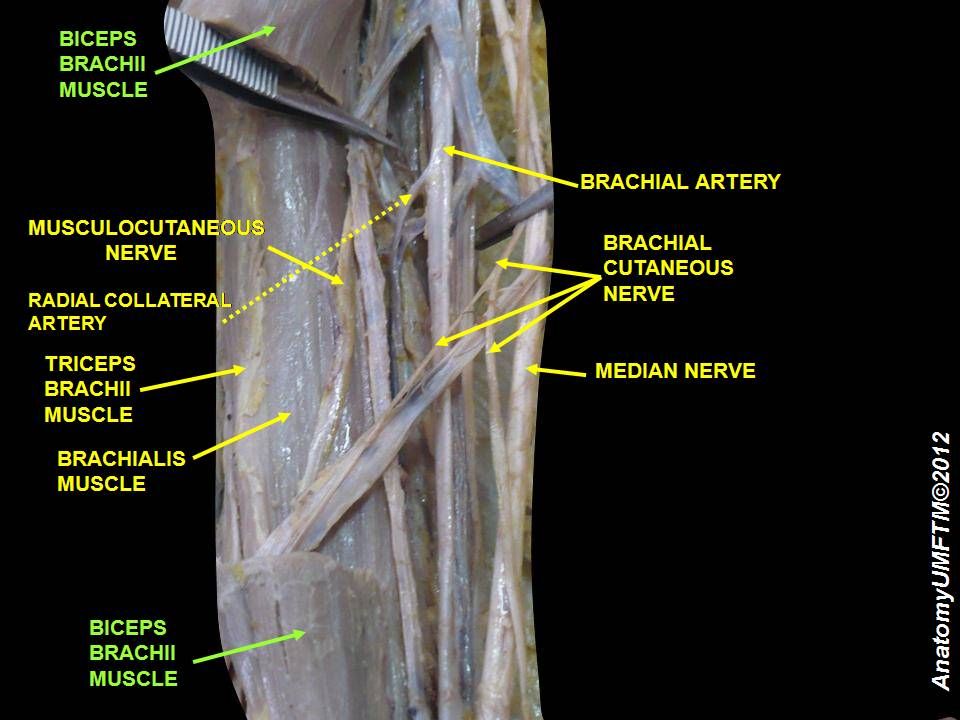 BICEPS
BRACHII
MUSCLE
BRACHIAL ARTERY
MUSCULOCUTANEOUS
NERVE
BRACHIAL
CUTANEOUS
NERVE
RADIAL COLLATERAL
ARTERY
TRICEPS
BRACHII
MUSCLE
MEDIAN NERVE
BRACHIALIS
MUSCLE
BICEPS
BRACHII
MUSCLE
AnatomyUMFTM©2012